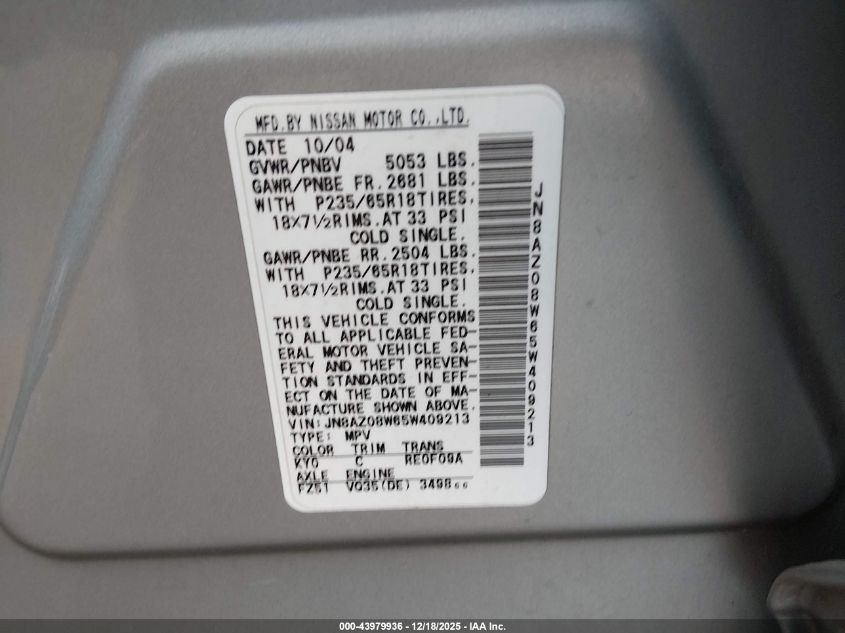 MFD.BY NISSAN MOTOR CO.,LTD.
DATE 10/04
GVWR/PNBV 5053 LBS.
GAWR/PNBE FR.2681 LBS.
WITH P235/65R18TIRES.
18X7½RIMS.AT 33 PSI
COLD SINGLE.
GAWR/PNBE RR.2504 LBS.
WITH P235/65R18TIRES.
18X7½RIMS.AT 33 PSI
COLD SINGLE.
THIS VEHICLE CONFORMS
TO ALL APPLICABLE FED-
ERAL MOTOR VEHICLE SA-
FETY AND THEFT PREVEN-
TION STANDARDS IN EFF-
ECT ON THE DATE OF MA-
NUFACTURE SHOWN ABOVE.
VIN:JN8AZ08W65W409213
TYPE: MPV
COLOR TRIM TRANS
KY0 C RE0F09A
AXLE ENGINE
FZ51 VQ35(DE) 3498cc
JN8AZ08W65W409213
000-43979936 - 12/18/2025 - IAA Inc.